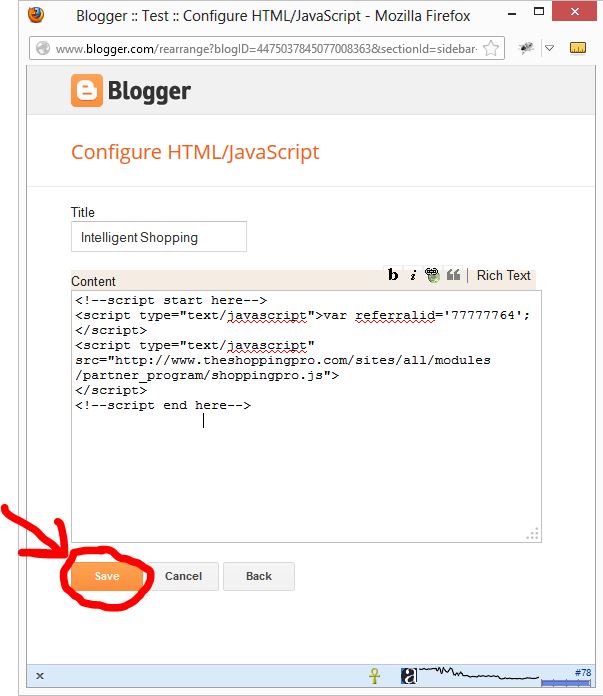 Blogger :: Test :: Configure HTML/JavaScript - Mozilla Firefox
www.blogger.com/rearrange?blogID=4475037845077008363&sectionId=sidebar-
Blogger
Configure HTML/JavaScript
Title
Intelligent Shopping
Content
b i Rich Text
<!--script start here-->
<script type="text/javascript">var referralid='77777764';
</script>
<script type="text/javascript"
src="http://www.theshoppingpro.com/sites/all/modules
/partner_program/shoppingpro.js">
</script>
<!--script end here-->
Save Cancel Back
x a #78